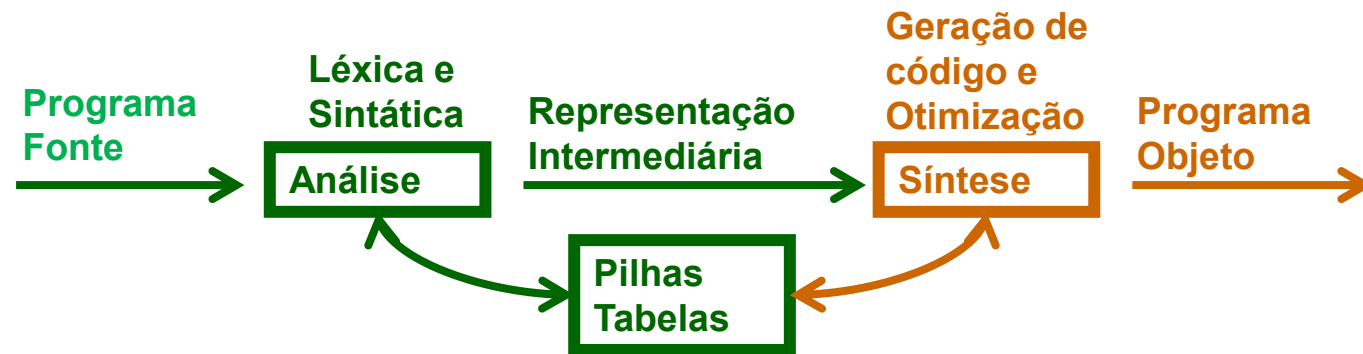 Programa
Fonte
Léxica e
Sintática
Análise
Representação
Intermediária
Geração de
código e
Otimização
Síntese
Programa
Objeto
Pilhas
Tabelas